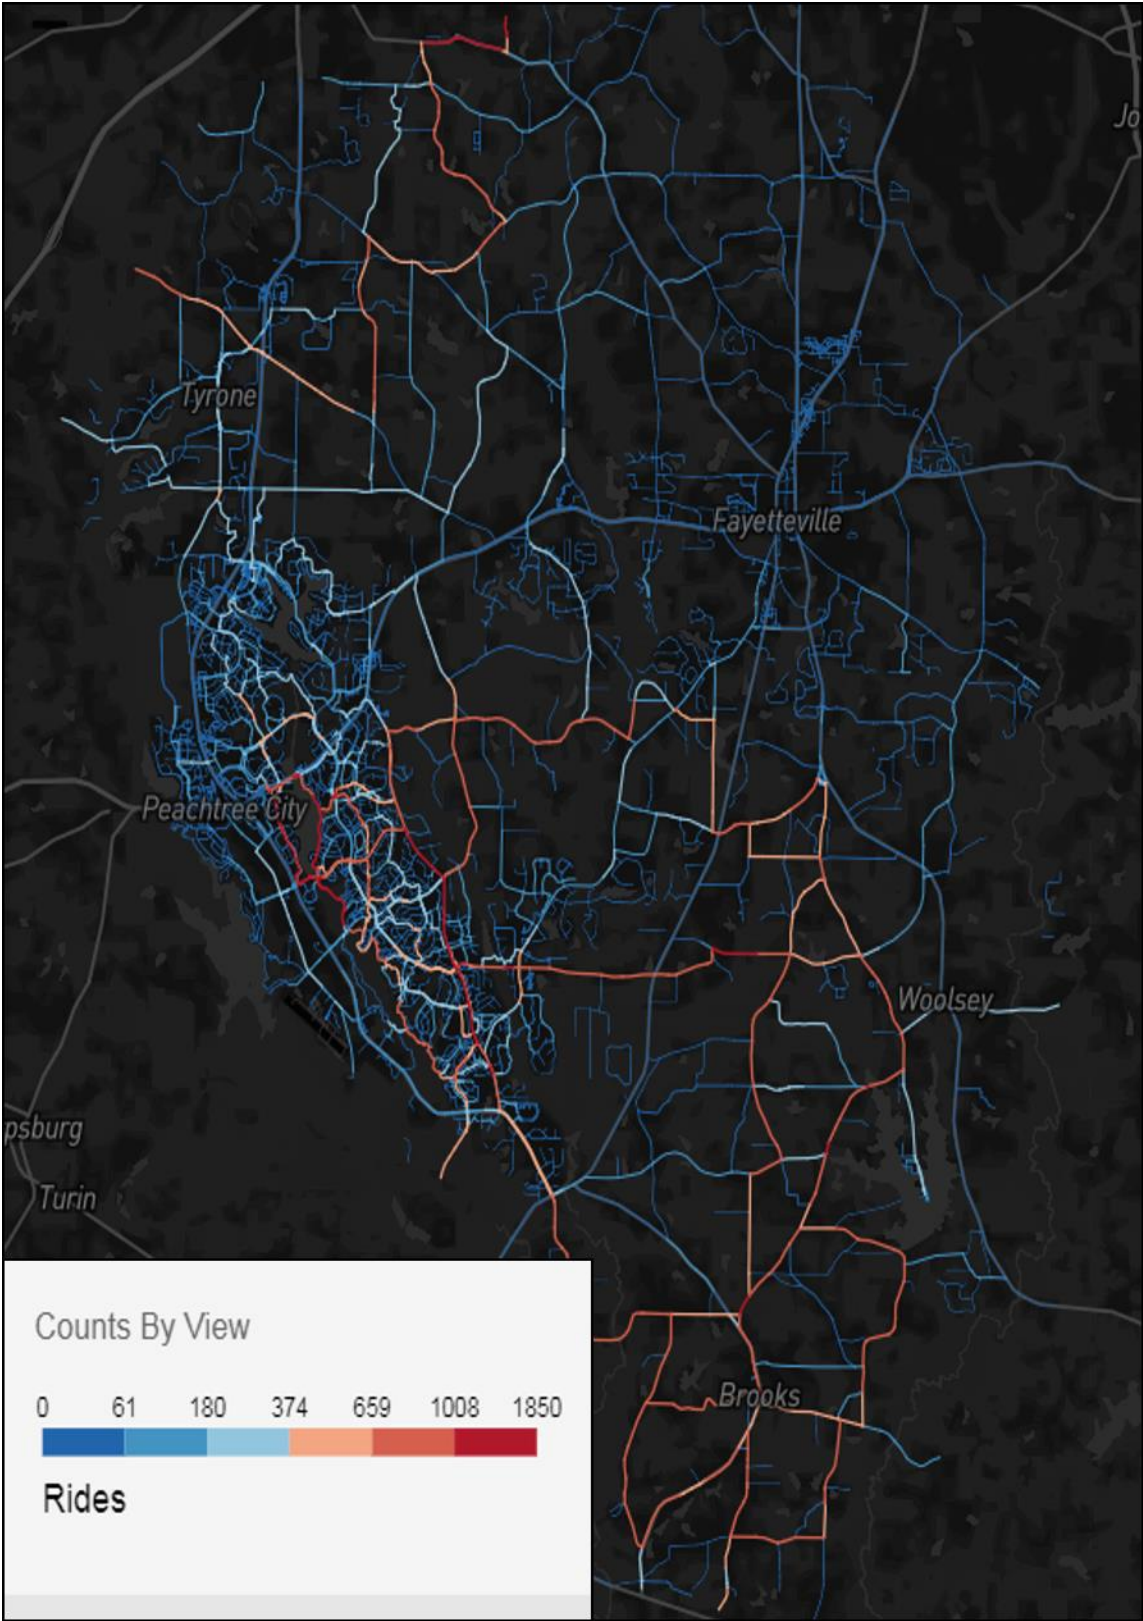 Jo
Tyrone
Fayetteville
Peachtree City
Woolsey
psburg
Turin
Brooks
Counts By View
0 61 180 374 659 1008 1850
Rides